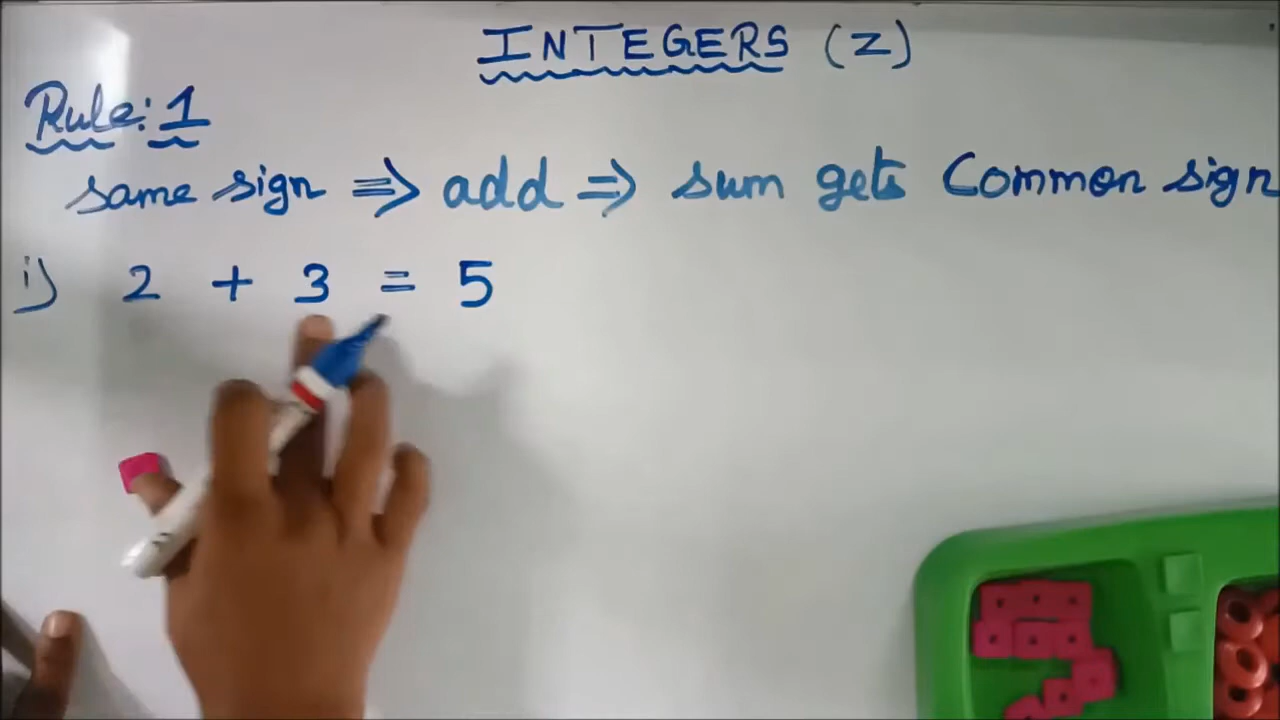 INTEGERS (Z)
Rule: 1
same sign ⇒ add ⇒ sum gets Common sign
i) 2 + 3 = 5